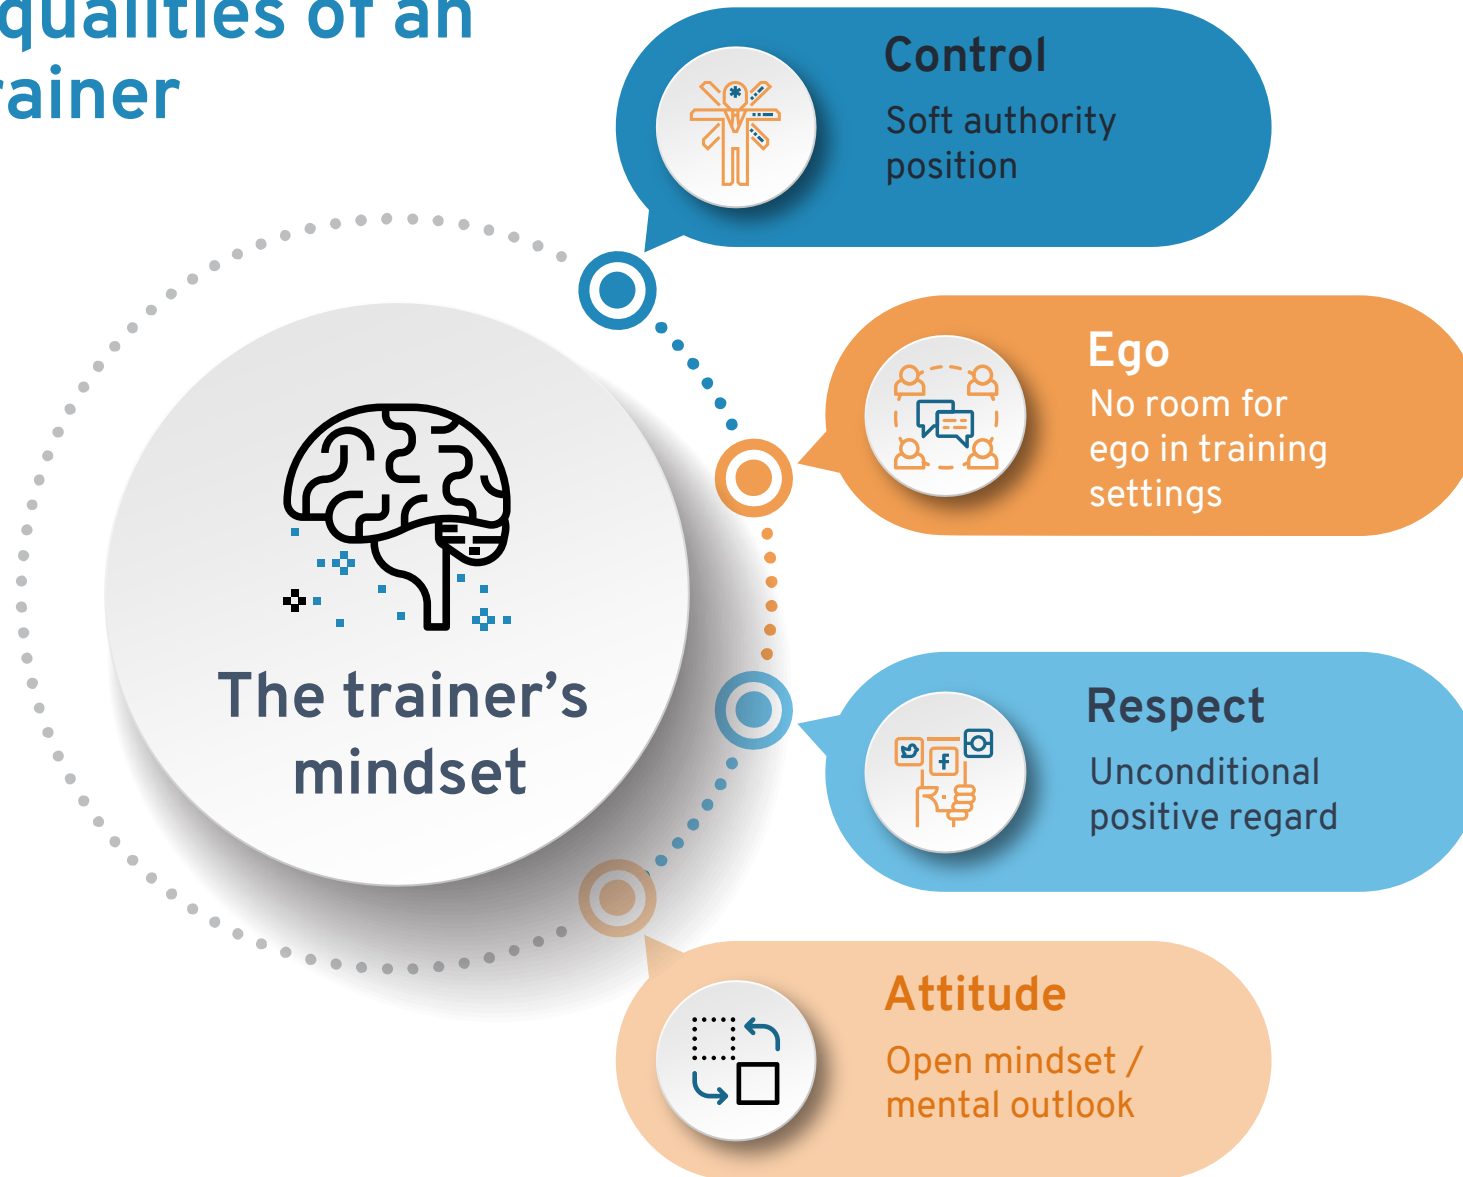 qualities of an
rainer
Control
Soft authority
position
Ego
No room for
ego in training
settings
The trainer's
mindset
Respect
Unconditional
positive regard
Attitude
Open mindset /
mental outlook